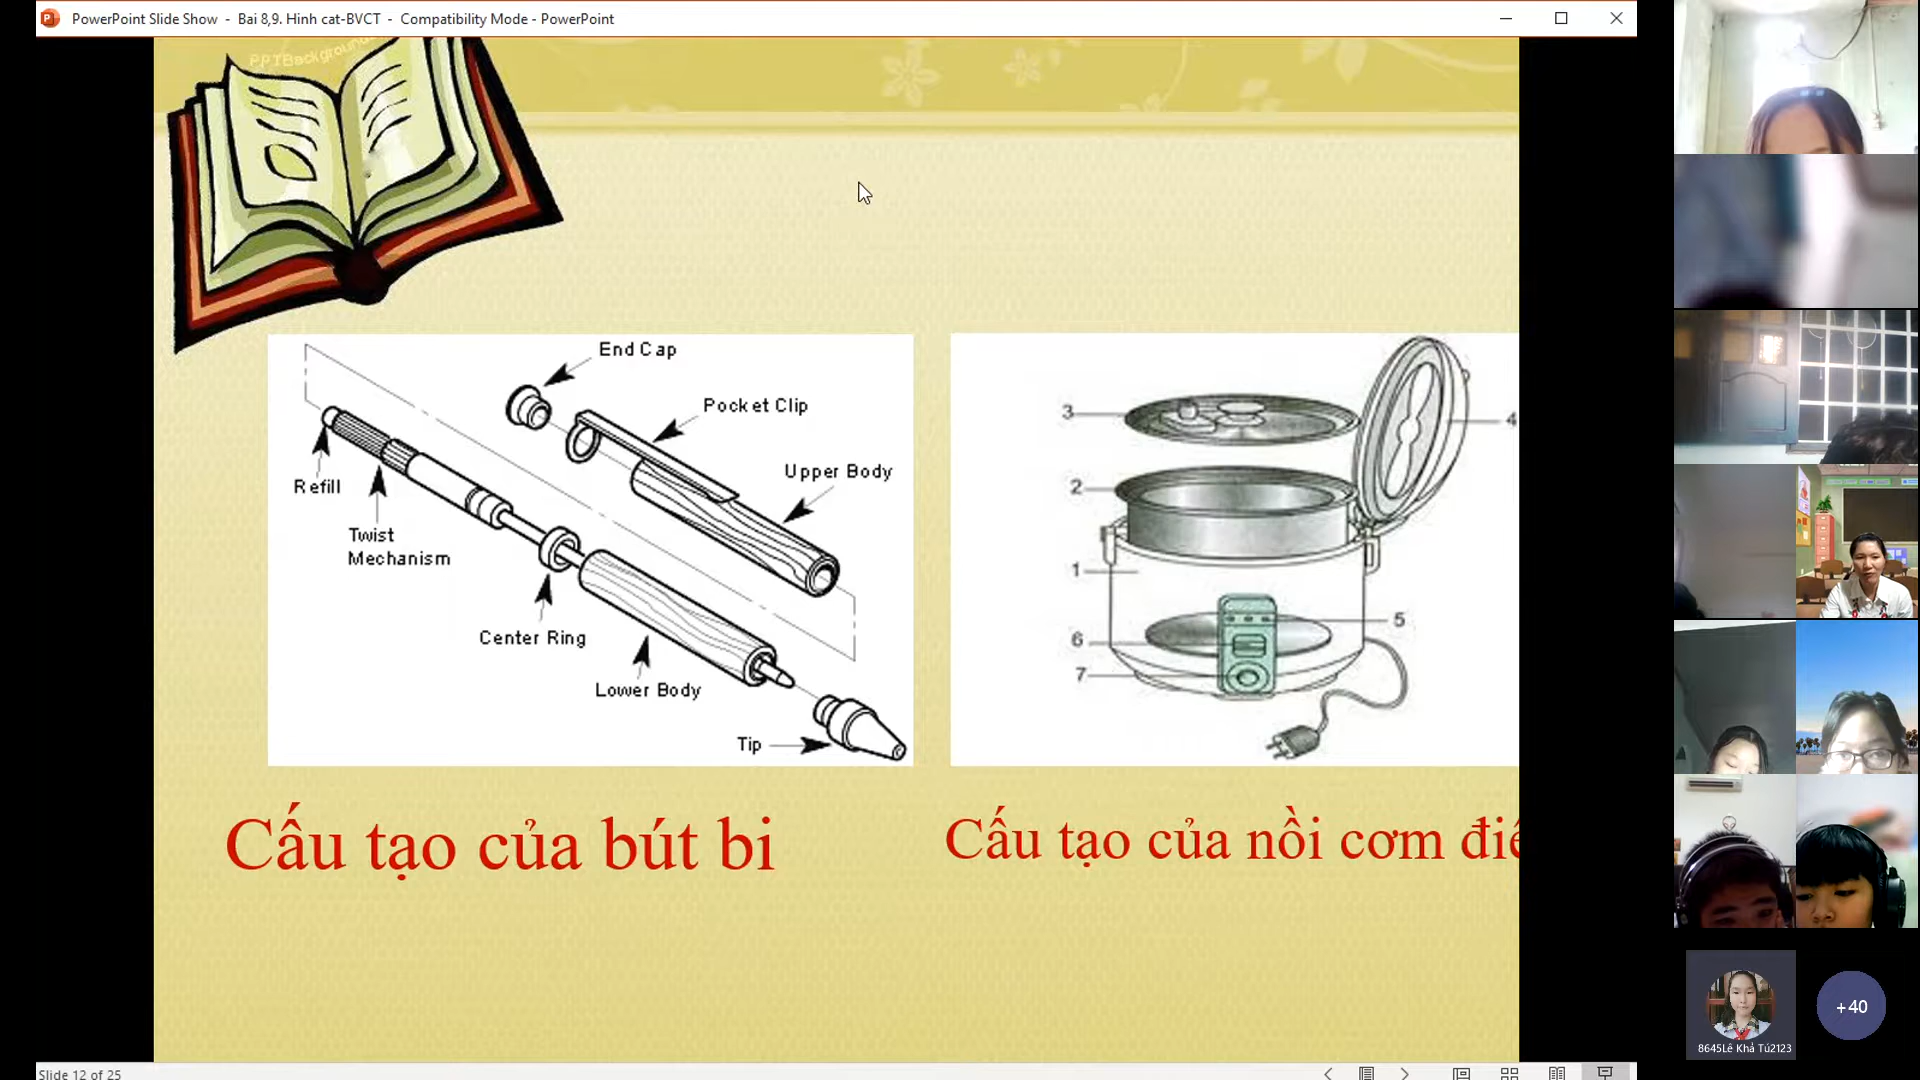 PowerPoint Slide Show - Bai 8,9. Hinh cat-BVCT - Compatibility Mode - PowerPoint
PPTBackground
End Cap
Pocket Clip
Upper Body
Refill
Twist
Mechanism
Center Ring
Lower Body
Tip
3
4
2
1
5
6
7
Cấu tạo của bút bi
Cấu tạo của nồi cơm điệ
+40
8645Lê Khả Tú2123
Slide 12 of 25